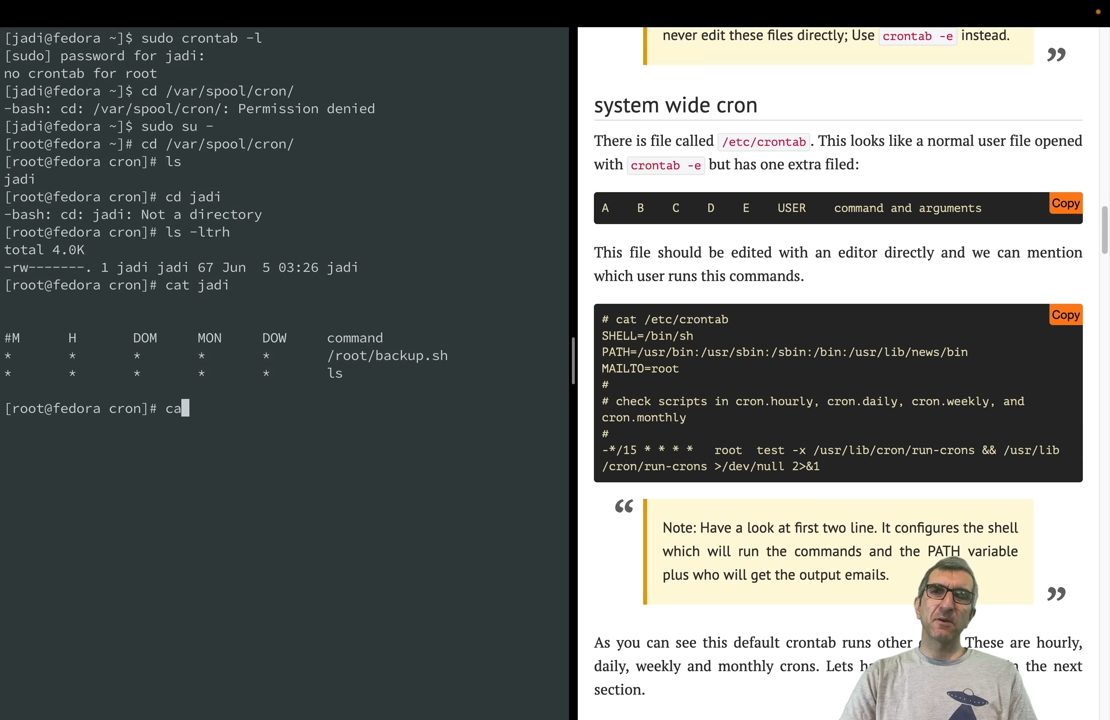 [jadi@fedora ~]$ sudo crontab -l
[sudo] password for jadi:
no crontab for root
[jadi@fedora ~]$ cd /var/spool/cron/
-bash: cd: /var/spool/cron/: Permission denied
[jadi@fedora ~]$ sudo su -
[root@fedora ~]# cd /var/spool/cron/
[root@fedora cron]# ls
jadi
[root@fedora cron]# cd jadi
-bash: cd: jadi: Not a directory
[root@fedora cron]# ls -ltrh
total 4.0K
-rw-------. 1 jadi jadi 67 Jun  5 03:26 jadi
[root@fedora cron]# cat jadi
#M H DOM MON DOW command
* * * * * /root/backup.sh
* * * * * ls
[root@fedora cron]# ca
never edit these files directly; Use crontab -e instead.
”
system wide cron
There is file called /etc/crontab. This looks like a normal user file opened
with crontab -e but has one extra filed:
A B C D E USER command and arguments
Copy
This file should be edited with an editor directly and we can mention
which user runs this commands.
Copy
# cat /etc/crontab
SHELL=/bin/sh
PATH=/usr/bin:/usr/sbin:/sbin:/bin:/usr/lib/news/bin
MAILTO=root
#
# check scripts in cron.hourly, cron.daily, cron.weekly, and
cron.monthly
#
-*/15 * * * *   root  test -x /usr/lib/cron/run-crons && /usr/lib
/cron/run-crons >/dev/null 2>&1
“
Note: Have a look at first two line. It configures the shell
which will run the commands and the PATH variable
plus who will get the output emails.
”
As you can see this default crontab runs other These are hourly,
daily, weekly and monthly crons. Lets the next
section.